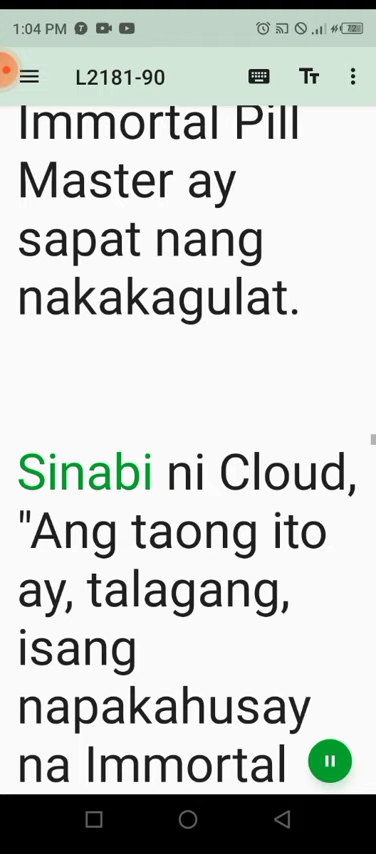 1:04 PM
72
L2181-90
Immortal Pill
Master ay
sapat nang
nakakagulat.
Sinabi ni Cloud,
"Ang taong ito
ay, talagang,
isang
napakahusay
na Immortal